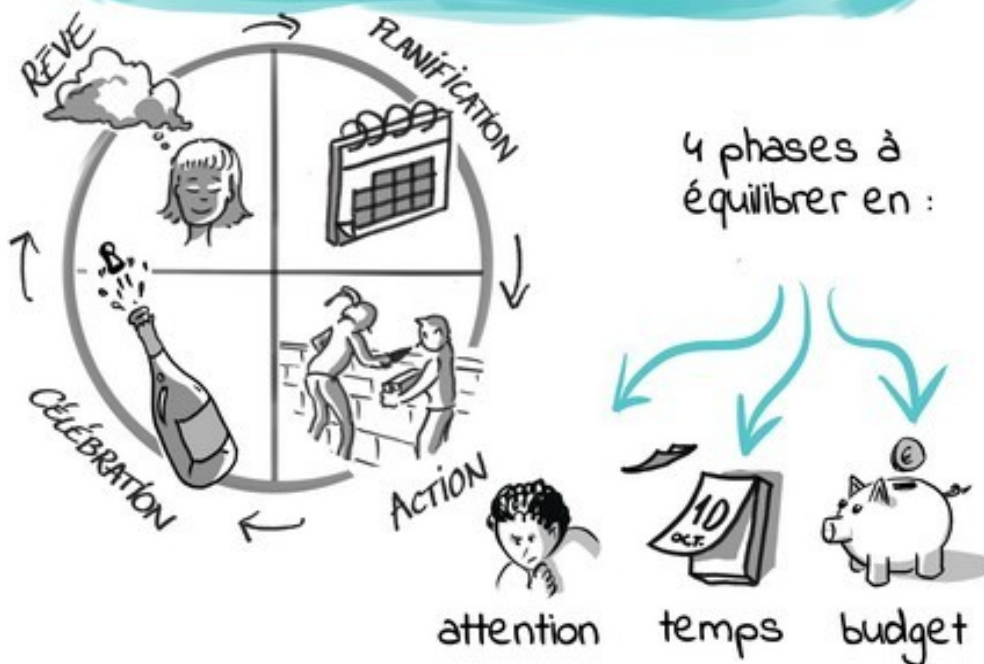 RÊVE
PLANIFICATION
4 phases à
équilibrer en :
CÉLÉBRATION
ACTION
10
OCT.
€
attention temps budget